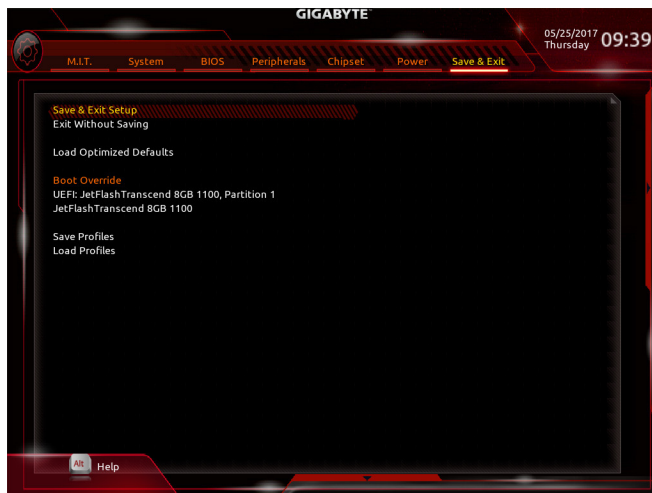 GIGABYTE™
05/25/2017 09:39
Thursday
M.I.T. System BIOS Peripherals Chipset Power Save & Exit
Save & Exit Setup
Exit Without Saving
Load Optimized Defaults
Boot Override
UEFI: JetFlashTranscend 8GB 1100, Partition 1
JetFlashTranscend 8GB 1100
Save Profiles
Load Profiles
Alt Help